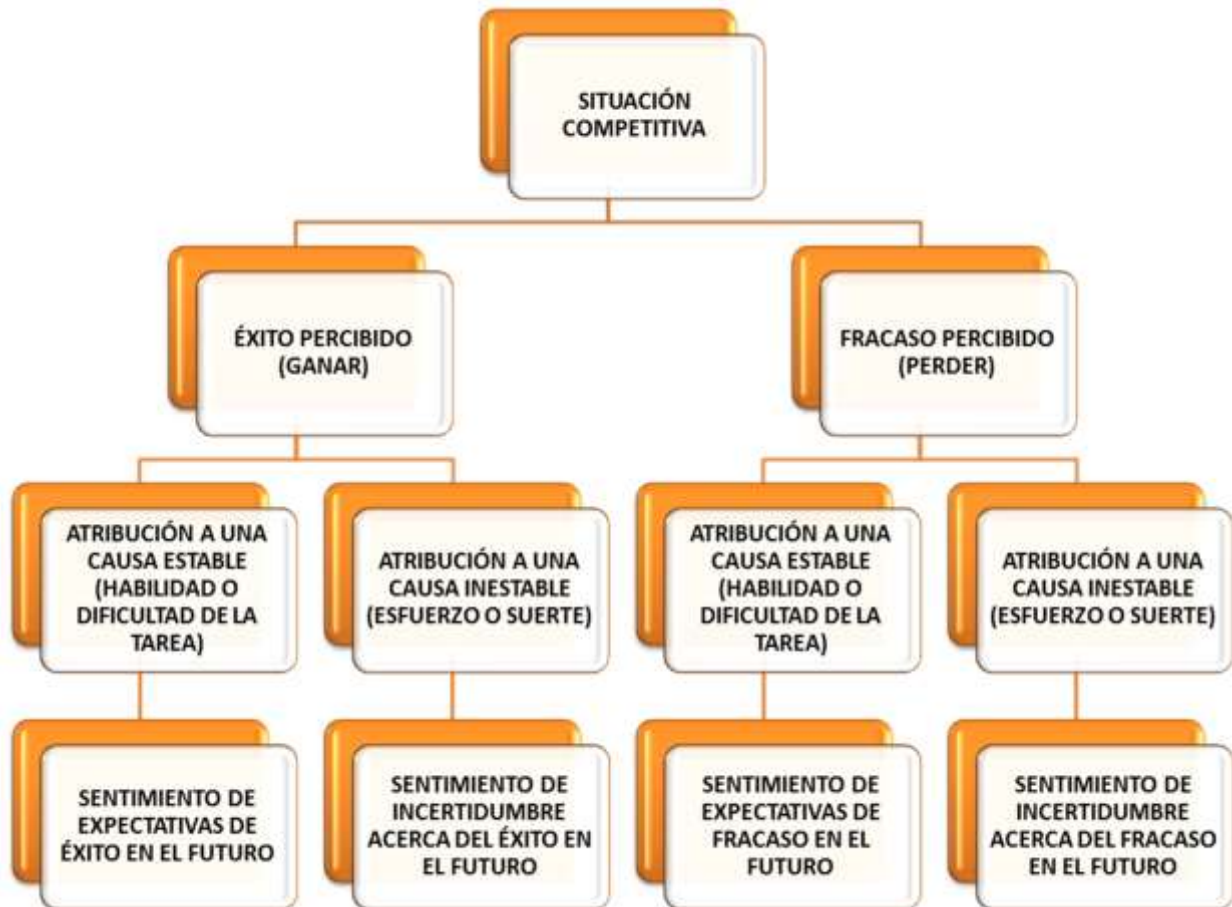 SITUACIÓN
COMPETITIVA
ÉXITO PERCIBIDO
(GANAR)
FRACASO PERCIBIDO
(PERDER)
ATRIBUCIÓN A UNA
CAUSA ESTABLE
(HABILIDAD O
DIFICULTAD DE LA
TAREA)
ATRIBUCIÓN A UNA
CAUSA INESTABLE
(ESFUERZO O SUERTE)
ATRIBUCIÓN A UNA
CAUSA ESTABLE
(HABILIDAD O
DIFICULTAD DE LA
TAREA)
ATRIBUCIÓN A UNA
CAUSA INESTABLE
(ESFUERZO O SUERTE)
SENTIMIENTO DE
EXPECTATIVAS DE
ÉXITO EN EL FUTURO
SENTIMIENTO DE
INCERTIDUMBRE
ACERCA DEL ÉXITO EN
EL FUTURO
SENTIMIENTO DE
EXPECTATIVAS DE
FRACASO EN EL
FUTURO
SENTIMIENTO DE
INCERTIDUMBRE
ACERCA DEL FRACASO
EN EL FUTURO